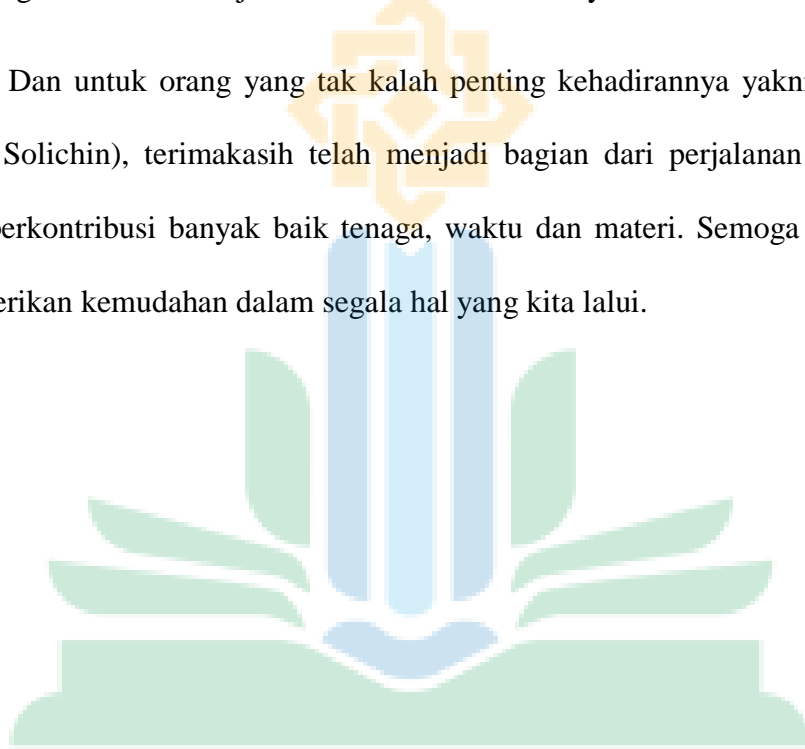 Dan untuk orang yang tak kalah penting kehadirannya yakni
Solichin), terimakasih telah menjadi bagian dari perjalanan
erkontribusi banyak baik tenaga, waktu dan materi. Semoga
erikan kemudahan dalam segala hal yang kita lalui.